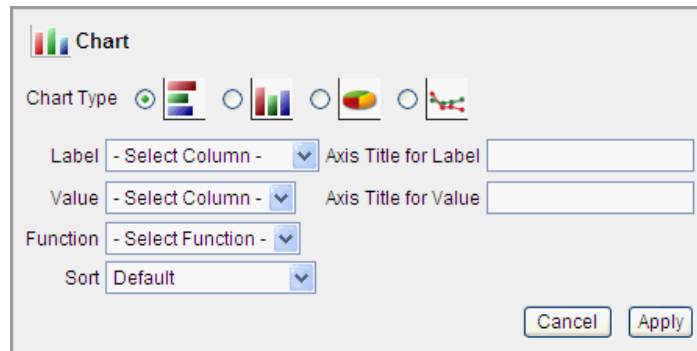 Chart
Chart Type
Label - Select Column - Axis Title for Label
Value - Select Column - Axis Title for Value
Function - Select Function -
Sort Default
Cancel Apply